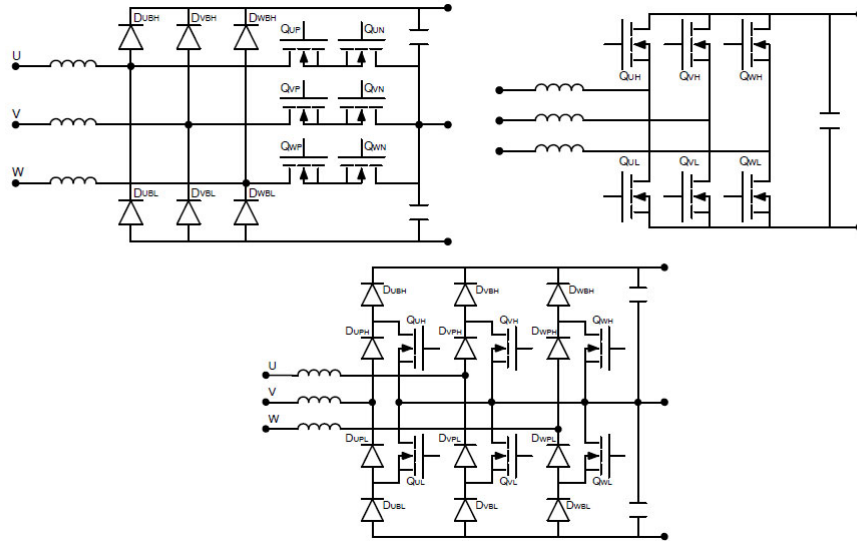 DUBH DVBH DWBH
QUP QUN
U
QVP QVN
V
QWP QWN
W
DUBL DVBL DWBL
QUH QVH QWH
QUL QVL QWL
DUBH DVBH DWBH
QUH QVH QWH
DUPH DVPH DWPH
U
V
W
DUPL DVPL DWPL
QUL QVL QWL
DUBL DVBL DWBL